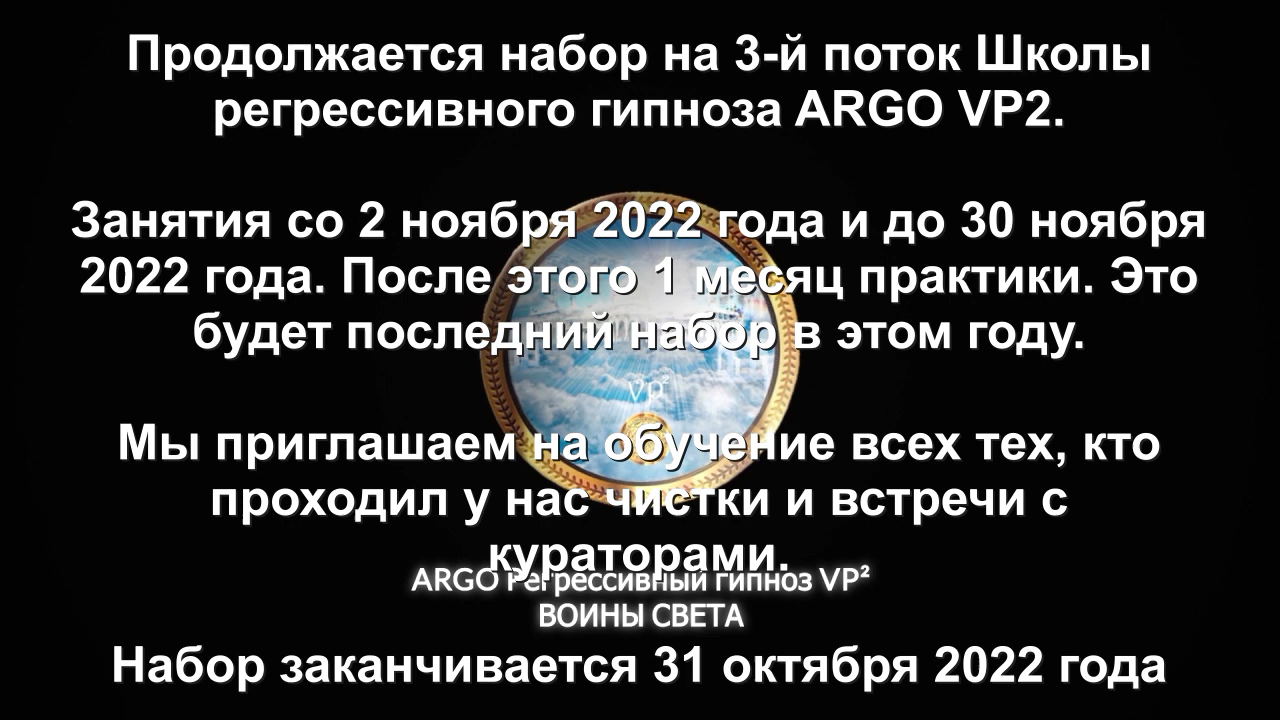 Продолжается набор на 3-й поток Школы
регрессивного гипноза ARGO VP2.
Занятия со 2 ноября 2022 года и до 30 ноября
2022 года. После этого 1 месяц практики. Это
будет последний набор в этом году.
VP²
Мы приглашаем на обучение всех тех, кто
проходил у нас чистки и встречи с
кураторами.
ARGO Регрессивный гипноз VP²
ВОИНЫ СВЕТА
Набор заканчивается 31 октября 2022 года